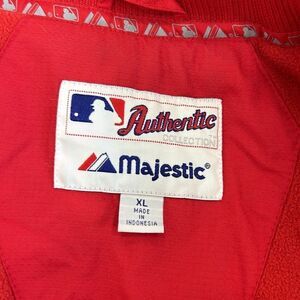 Authentic
COLLECTION
Majestic®
XL
MADE
IN
INDONESIA